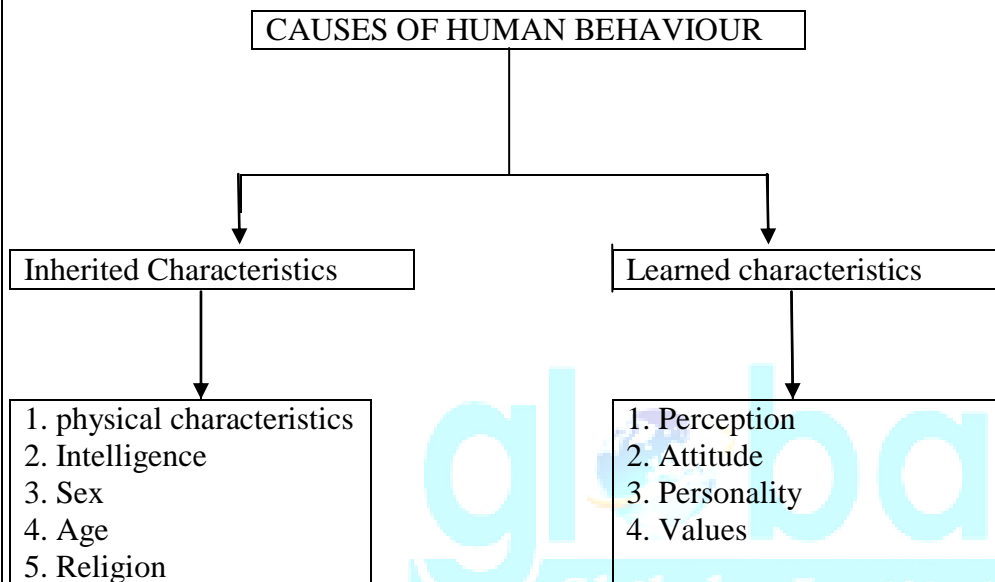 CAUSES OF HUMAN BEHAVIOUR
Inherited Characteristics
Learned characteristics
1. physical characteristics
2. Intelligence
3. Sex
4. Age
5. Religion
1. Perception
2. Attitude
3. Personality
4. Values